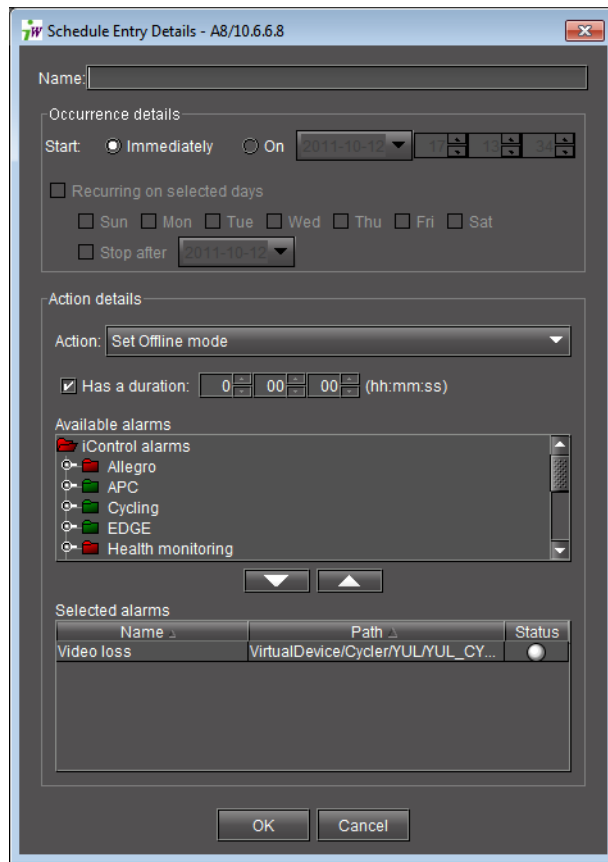 Schedule Entry Details - A8/10.6.6.8
Name:
Occurrence details
Start: Immediately On 2011-10-12 17 13 34
Recurring on selected days
Sun Mon Tue Wed Thu Fri Sat
Stop after 2011-10-12
Action details
Action: Set Offline mode
Has a duration: 0 00 00 (hh:mm:ss)
Available alarms
iControl alarms
Allegro
APC
Cycling
EDGE
Health monitoring
Selected alarms
Name Path Status
Video loss VirtualDevice/Cycler/YUL/YUL_CY...
OK Cancel